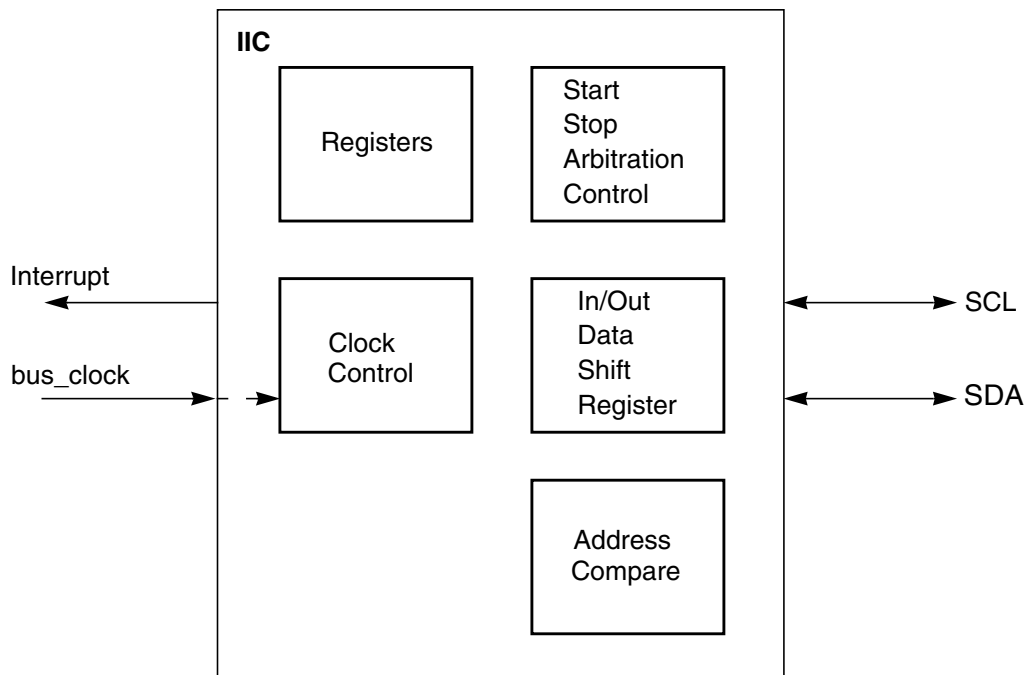 IIC
Registers
Start
Stop
Arbitration
Control
Interrupt
bus_clock
Clock
Control
In/Out
Data
Shift
Register
SCL
SDA
Address
Compare